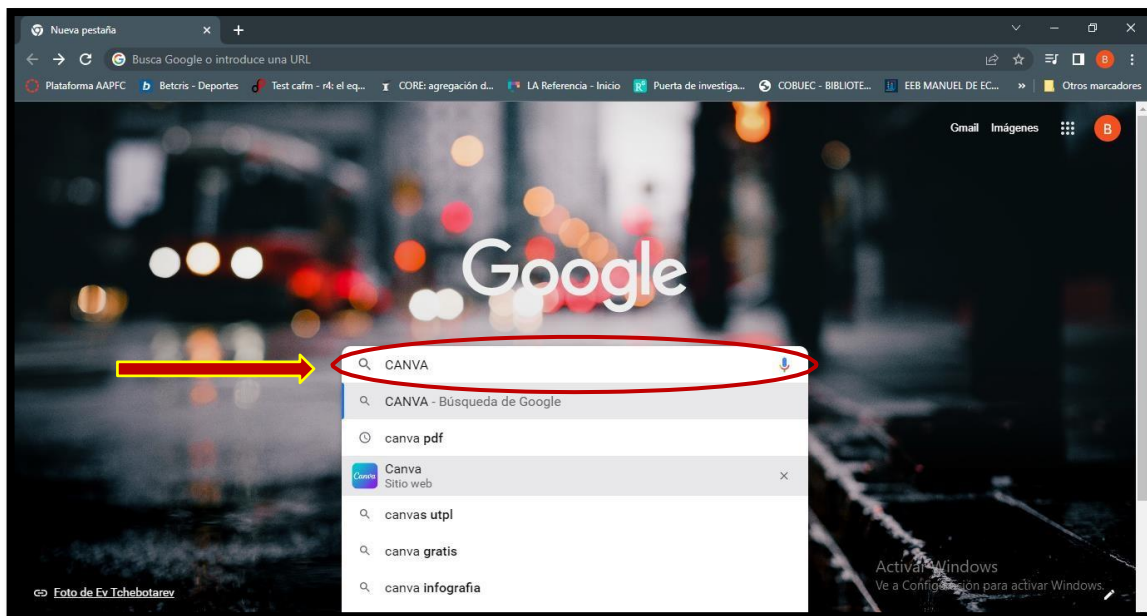 Nueva pestaña
Busca Google o introduce una URL
B
Plataforma AAPFC b Betcris - Deportes Test cafm - r4: el eq... CORE: agregación d... LA Referencia - Inicio Puerta de investiga... COBUEC - BIBLIOTE... EEB MANUEL DE EC... » Otros marcadores
Gmail Imágenes B
Google
CANVA
CANVA - Búsqueda de Google
canva pdf
Canva
Canva
Sitio web
canvas utpl
canva gratis
canva infografia
Activar Windows
Ve a Configuración para activar Windows.
Foto de Ev Tchebotarev